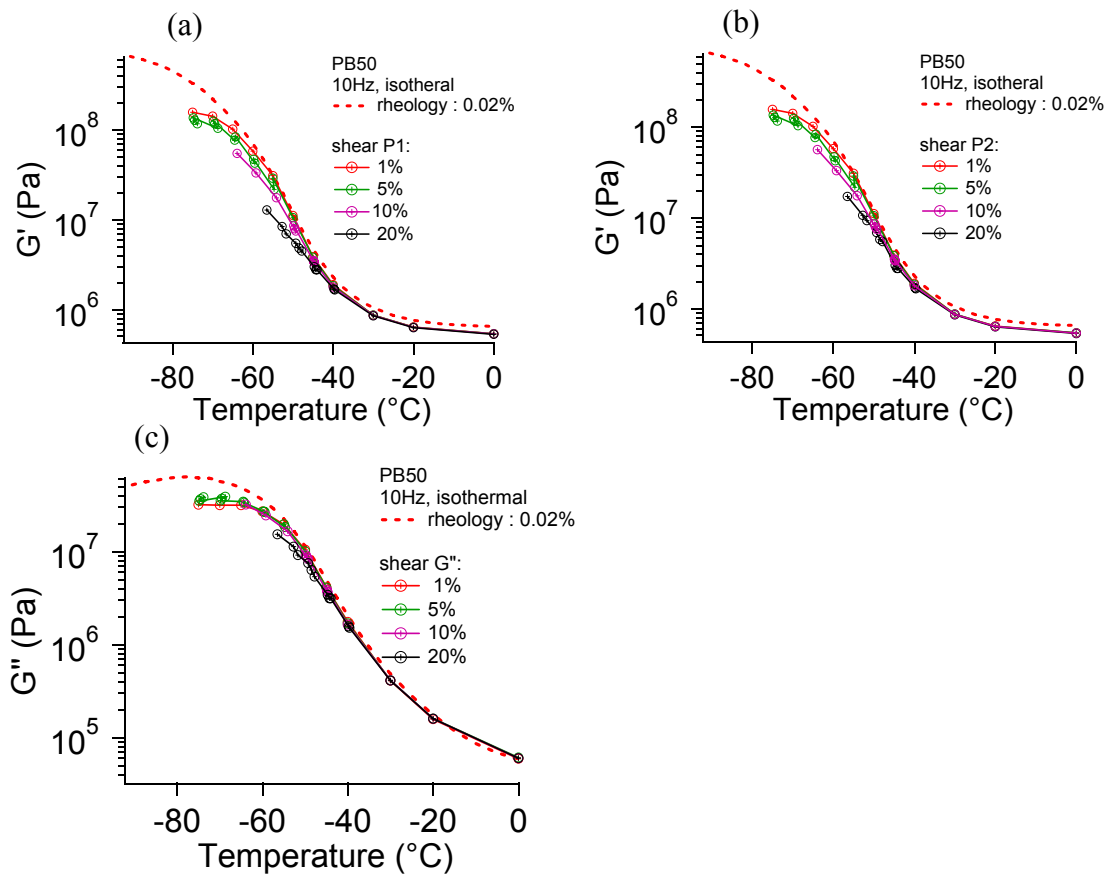 (a)
PB50
10Hz, isotheral
rheology : 0.02%
shear P1:
1%
5%
10%
20%
G' (Pa)
10^8
10^7
10^6
-80 -60 -40 -20 0
Temperature (°C)
(b)
PB50
10Hz, isotheral
rheology : 0.02%
shear P2:
1%
5%
10%
20%
G' (Pa)
10^8
10^7
10^6
-80 -60 -40 -20 0
Temperature (°C)
(c)
PB50
10Hz, isothermal
rheology : 0.02%
shear G":
1%
5%
10%
20%
G" (Pa)
10^7
10^6
10^5
-80 -60 -40 -20 0
Temperature (°C)